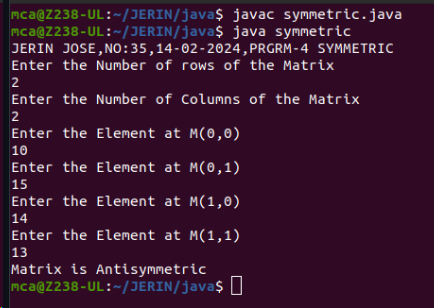 mca@Z238-UL:~/JERIN/java$ javac symmetric.java
mca@Z238-UL:~/JERIN/java$ java symmetric
JERIN JOSE,NO:35,14-02-2024,PRGRM-4 SYMMETRIC
Enter the Number of rows of the Matrix
2
Enter the Number of Columns of the Matrix
2
Enter the Element at M(0,0)
10
Enter the Element at M(0,1)
15
Enter the Element at M(1,0)
14
Enter the Element at M(1,1)
13
Matrix is Antisymmetric
mca@Z238-UL:~/JERIN/java$